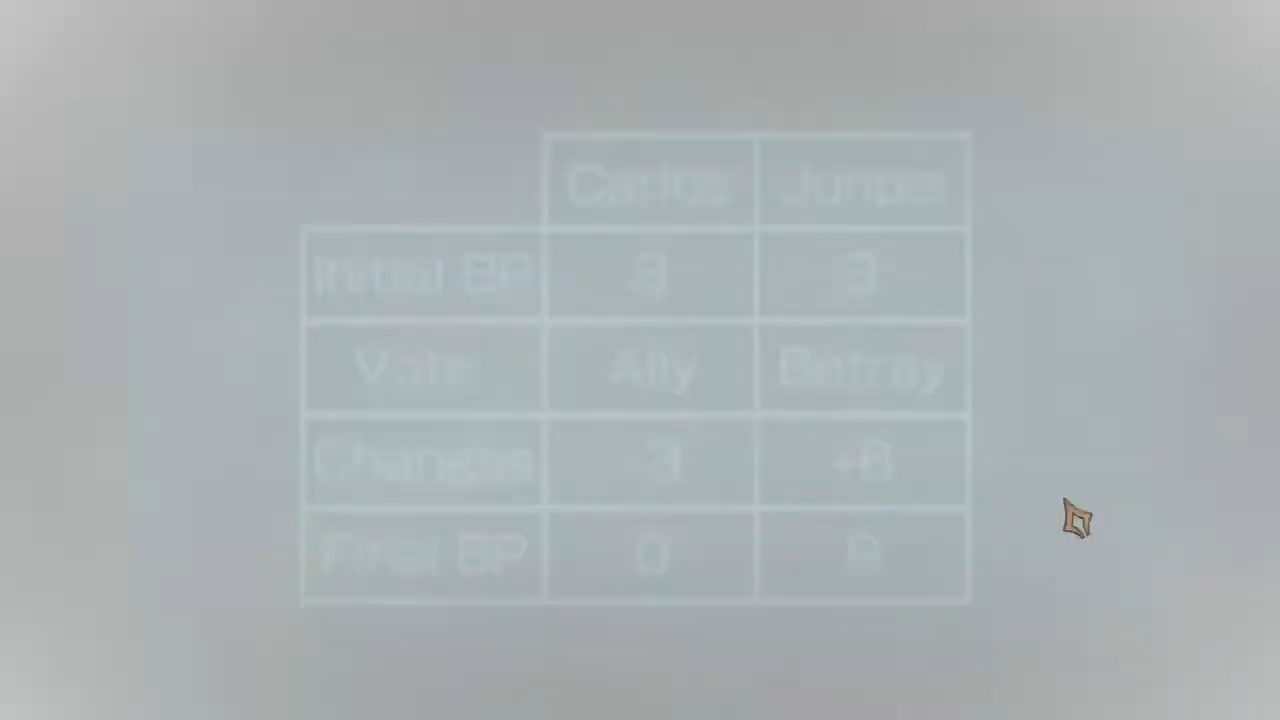 Carlos Junpei
Initial BP 3 3
Vote Ally Betray
Changes -3 +6
Final BP 0 9